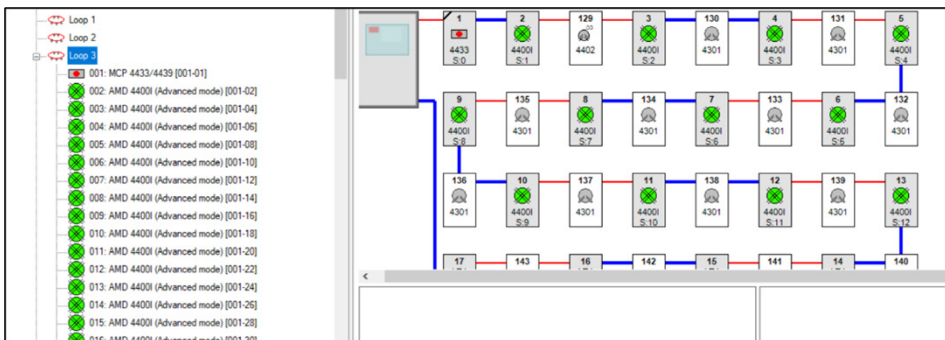 Loop 1
Loop 2
Loop 3
001: MCP 4433/4439 [001-01]
002: AMD 4400I (Advanced mode) [001-02]
003: AMD 4400I (Advanced mode) [001-04]
004: AMD 4400I (Advanced mode) [001-06]
005: AMD 4400I (Advanced mode) [001-08]
006: AMD 4400I (Advanced mode) [001-10]
007: AMD 4400I (Advanced mode) [001-12]
008: AMD 4400I (Advanced mode) [001-14]
009: AMD 4400I (Advanced mode) [001-16]
010: AMD 4400I (Advanced mode) [001-18]
011: AMD 4400I (Advanced mode) [001-20]
012: AMD 4400I (Advanced mode) [001-22]
013: AMD 4400I (Advanced mode) [001-24]
014: AMD 4400I (Advanced mode) [001-26]
015: AMD 4400I (Advanced mode) [001-28]
1 2 129 3 130 4 131 5
4433 4400I 4402 4400I 4301 4400I 4301 4400I
S:0 S:1 S:2 S:3 S:4
9 135 8 134 7 133 6 132
4400I 4301 4400I 4301 4400I 4301 4400I 4301
S:8 S:7 S:6 S:5
136 10 137 11 138 12 139 13
4301 4400I 4301 4400I 4301 4400I 4301 4400I
S:9 S:10 S:11 S:12
17 143 16 142 15 141 14 140